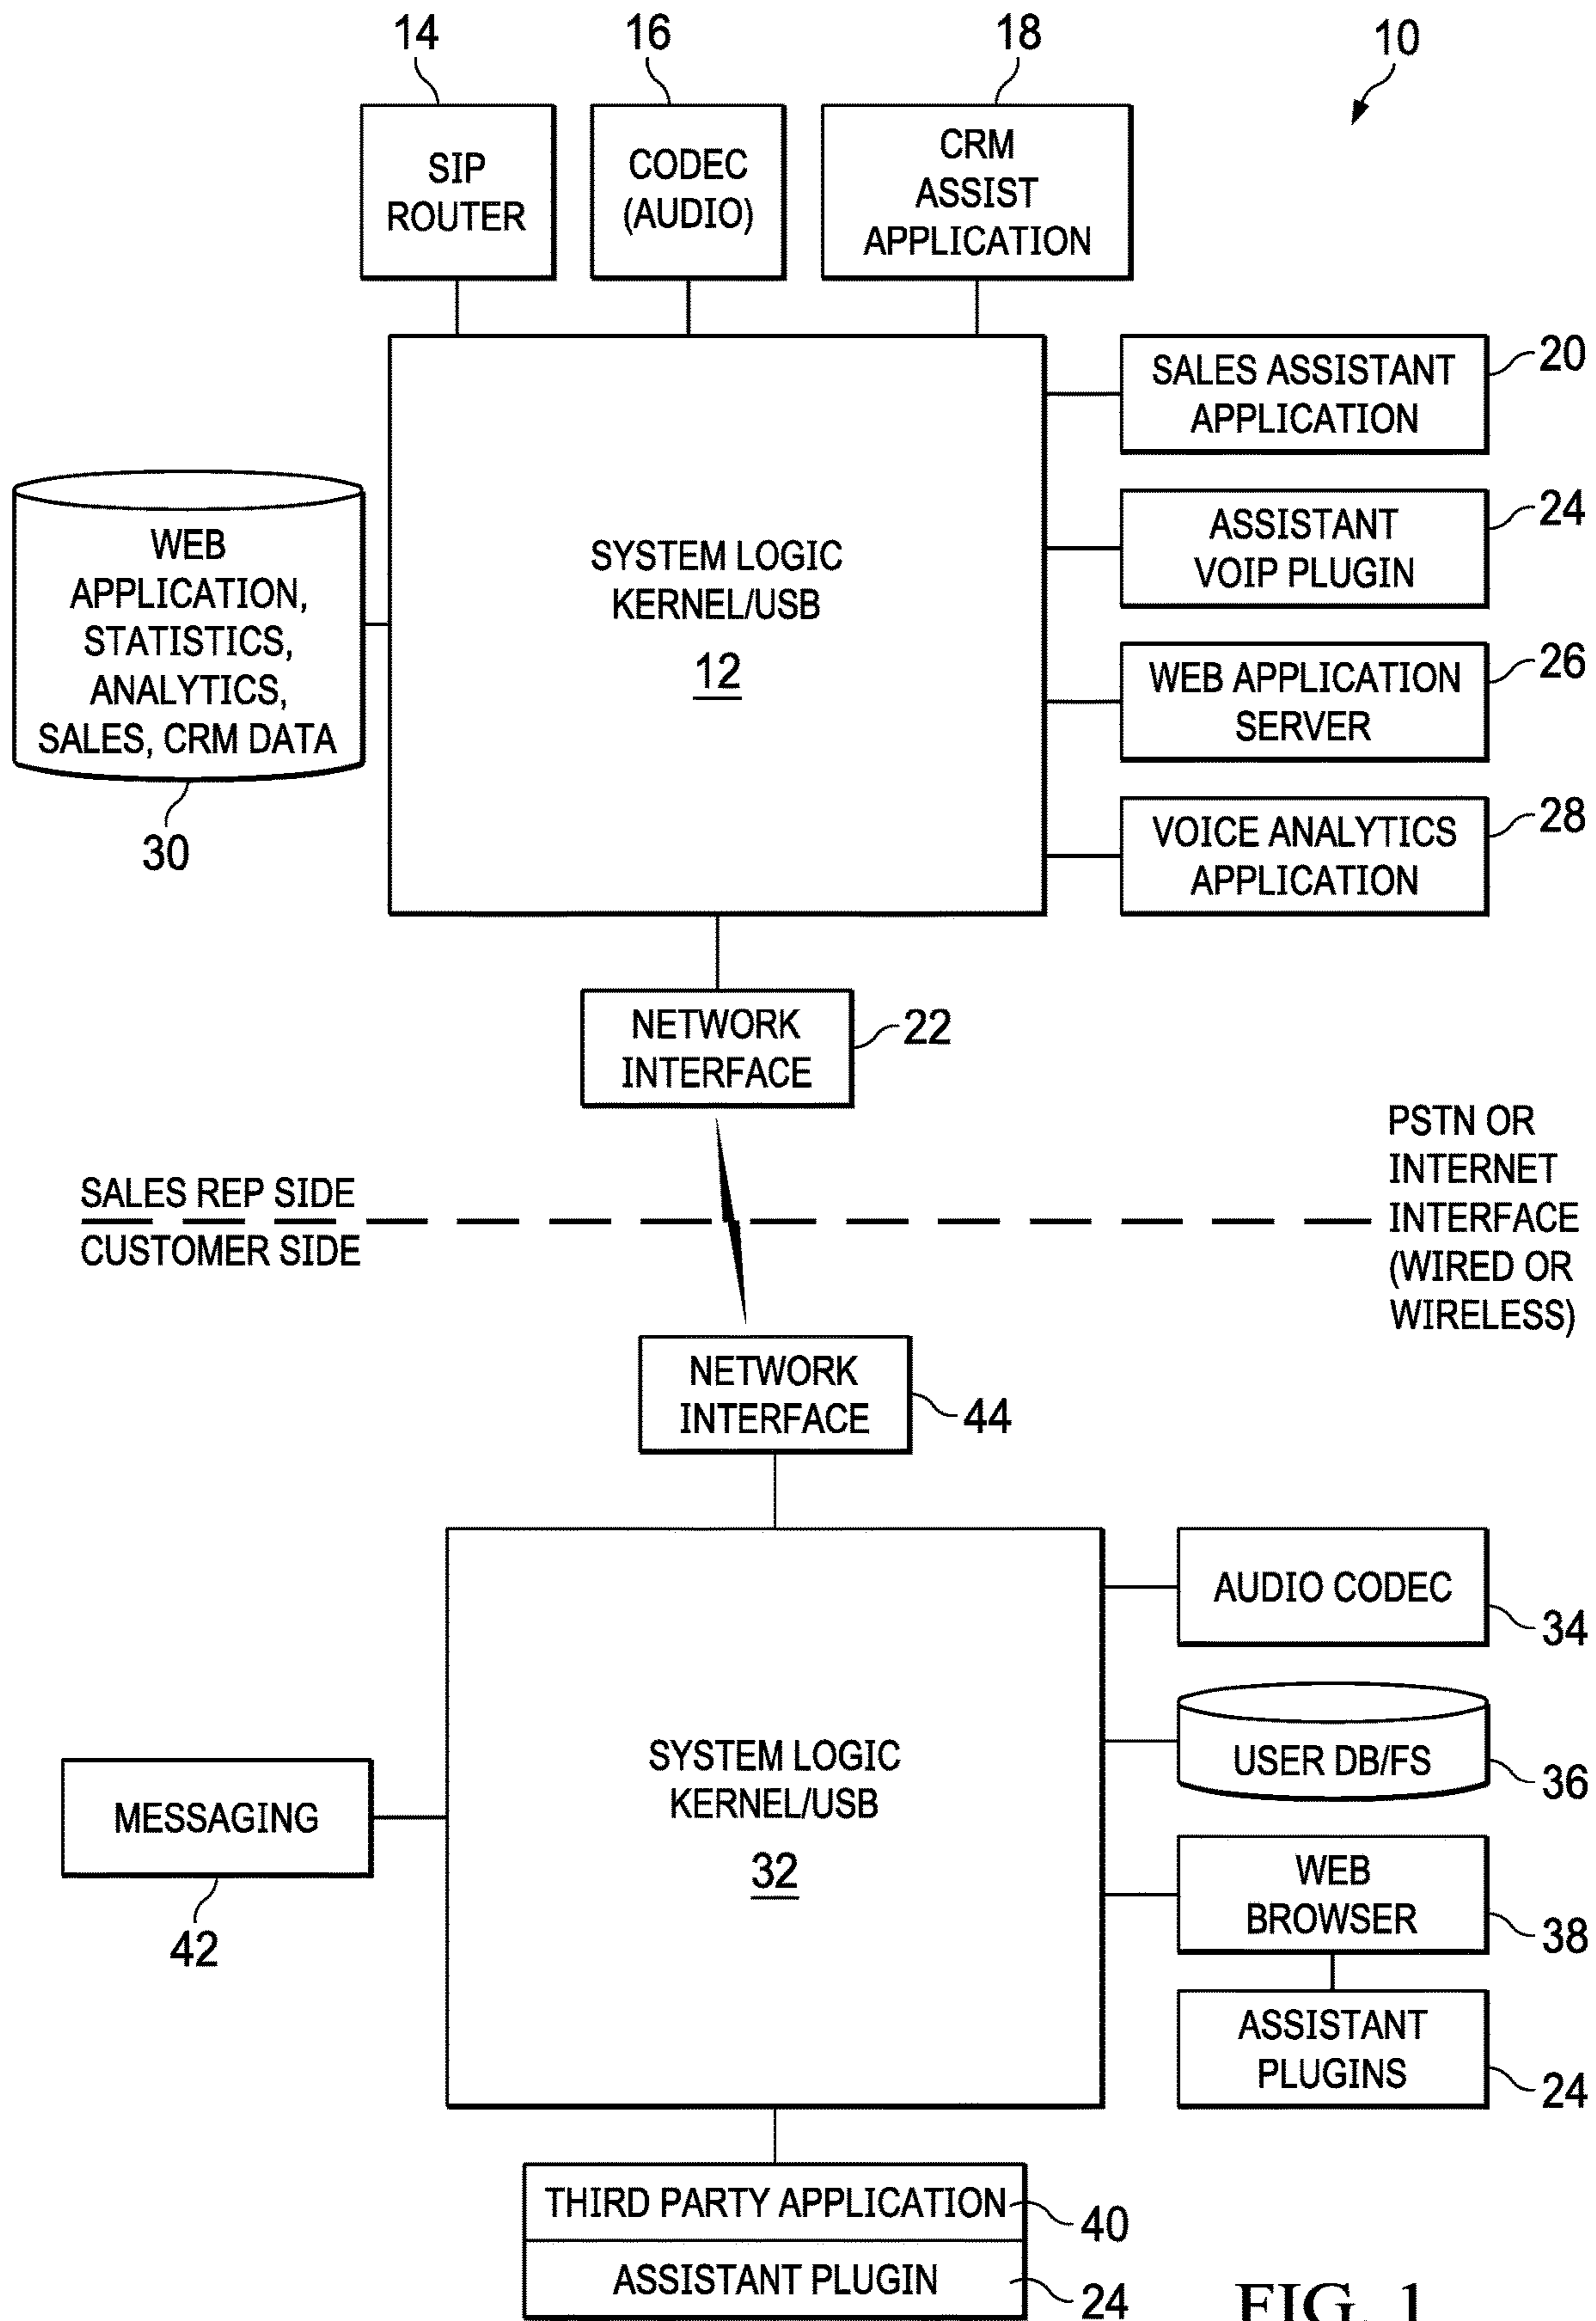 14
16
18
10
SIP
ROUTER
CODEC
(AUDIO)
CRM
ASSIST
APPLICATION
SALES ASSISTANT
APPLICATION
20
ASSISTANT
VOIP PLUGIN
24
WEB APPLICATION
SERVER
26
VOICE ANALYTICS
APPLICATION
28
WEB
APPLICATION,
STATISTICS,
ANALYTICS,
SALES, CRM DATA
30
SYSTEM LOGIC
KERNEL/USB
12
NETWORK
INTERFACE
22
SALES REP SIDE
CUSTOMER SIDE
PSTN OR
INTERNET
INTERFACE
(WIRED OR
WIRELESS)
NETWORK
INTERFACE
44
AUDIO CODEC
34
USER DB/FS
36
SYSTEM LOGIC
KERNEL/USB
32
MESSAGING
42
WEB
BROWSER
38
ASSISTANT
PLUGINS
24
THIRD PARTY APPLICATION
40
ASSISTANT PLUGIN
24
FIG. 1